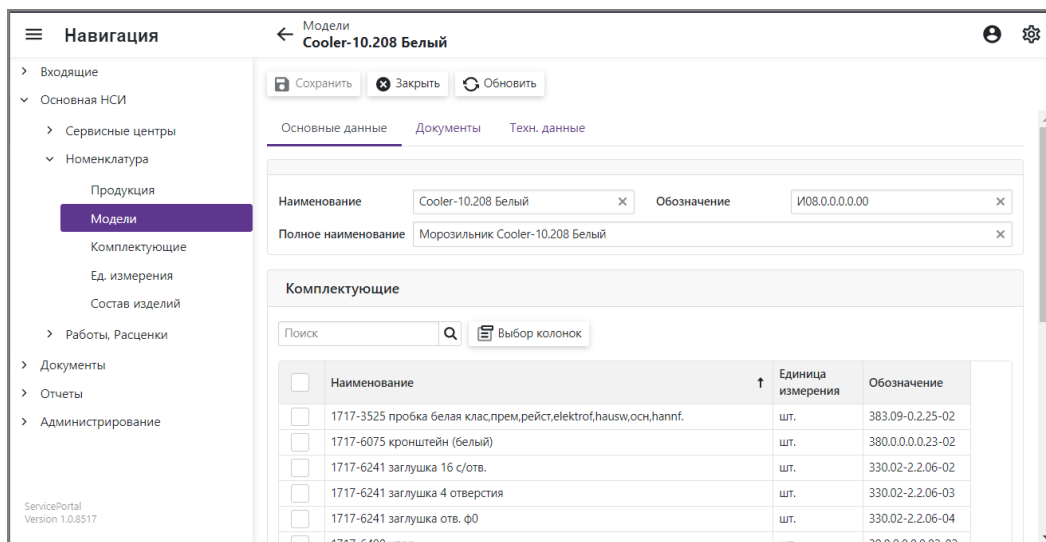 Навигация
Модели
Cooler-10.208 Белый
Входящие
Основная НСИ
Сервисные центры
Номенклатура
Продукция
Модели
Комплектующие
Ед. измерения
Состав изделий
Работы, Расценки
Документы
Отчеты
Администрирование
ServicePortal
Version 1.0.8517
Сохранить Закрыть Обновить
Основные данные Документы Техн. данные
Наименование Cooler-10.208 Белый Обозначение И08.0.0.0.0.00
Полное наименование Морозильник Cooler-10.208 Белый
Комплектующие
Поиск Выбор колонок
Наименование Единица измерения Обозначение
1717-3525 пробка белая клас,прем,рейст,elektrof,hausw,осн,hannf. шт. 383.09-0.2.25-02
1717-6075 кронштейн (белый) шт. 380.0.0.0.0.23-02
1717-6241 заглушка 16 с/отв. шт. 330.02-2.2.06-02
1717-6241 заглушка 4 отверстия шт. 330.02-2.2.06-03
1717-6241 заглушка отв. ф0 шт. 330.02-2.2.06-04